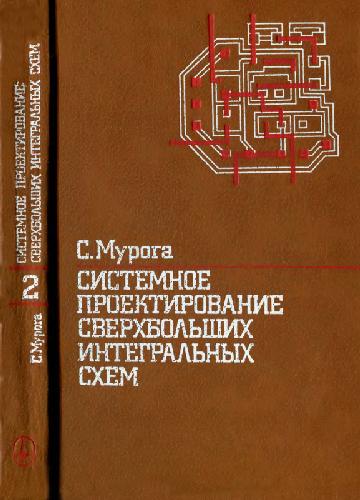 СИСТЕМНОЕ ПРОЕКТИРОВАНИЕ
СВЕРХБОЛЬШИХ ИНТЕГРАЛЬНЫХ СХЕМ
2
С.Мурога
С.Мурога
СИСТЕМНОЕ
ПРОЕКТИРОВАНИЕ
СВЕРХБОЛЬШИХ
ИНТЕГРАЛЬНЫХ
СХЕМ